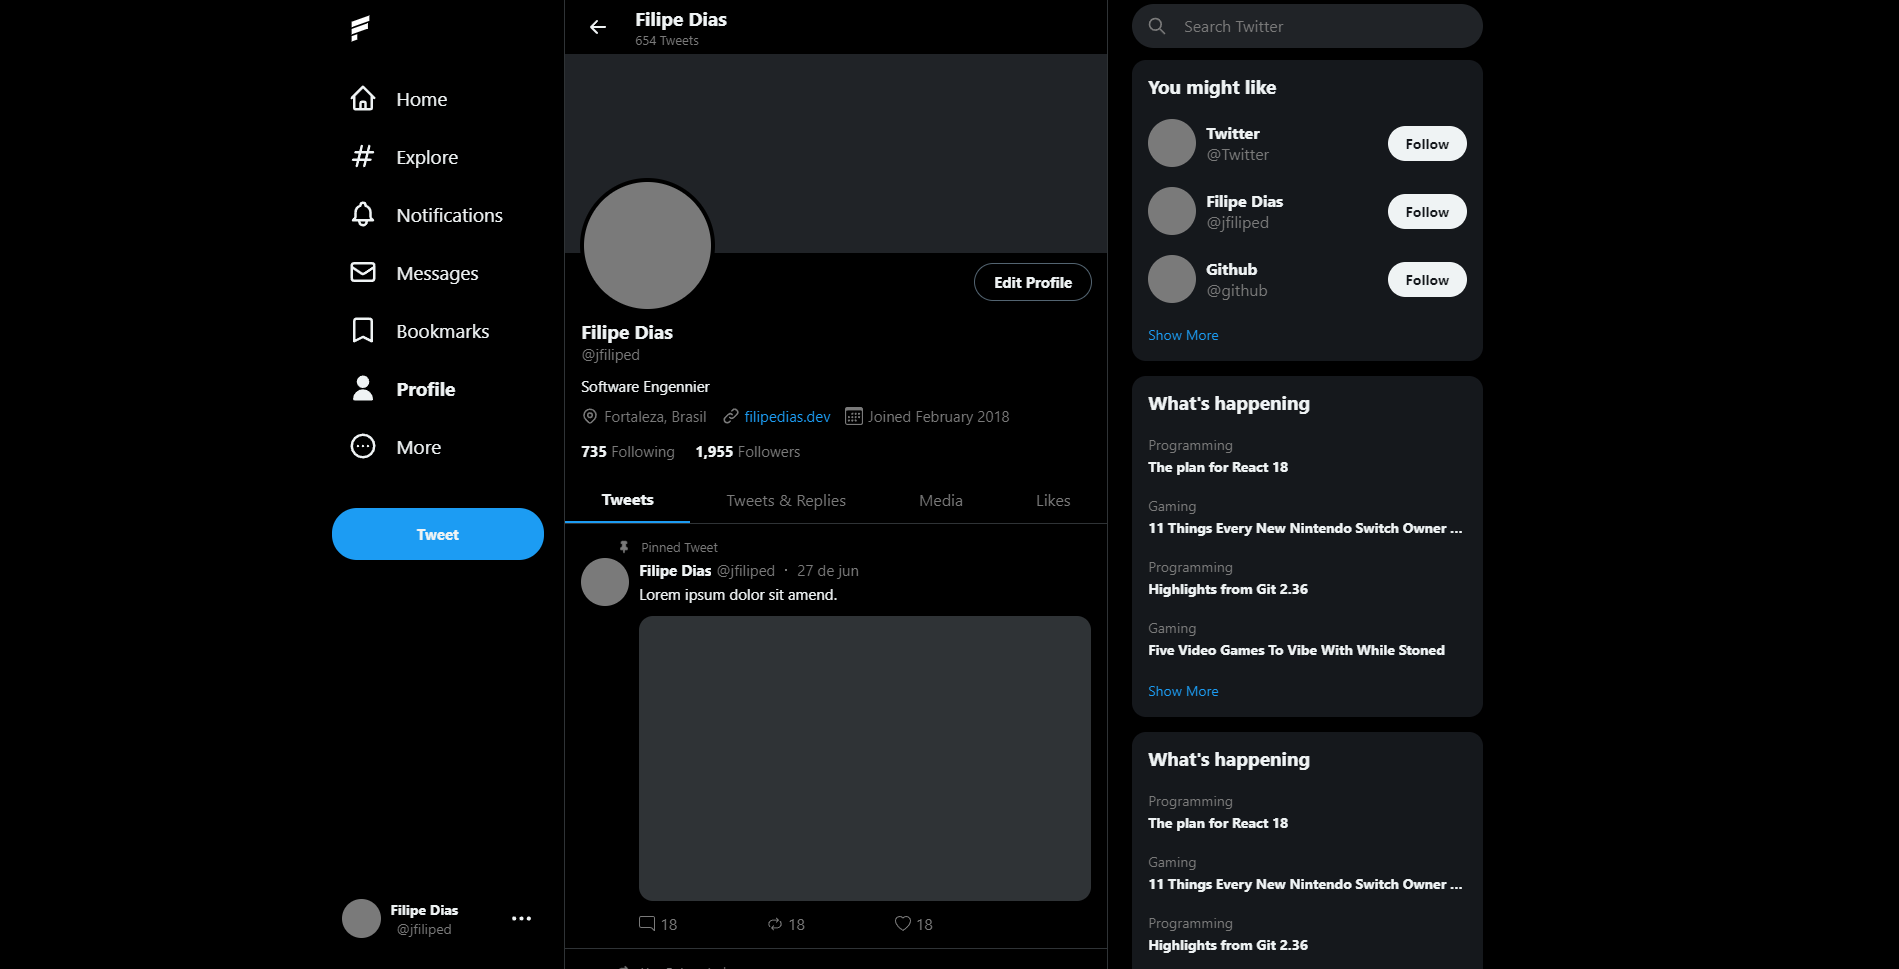 Home
Explore
Notifications
Messages
Bookmarks
Profile
More
Tweet
Filipe Dias
@jfiliped
Filipe Dias
654 Tweets
Edit Profile
Filipe Dias
@jfiliped
Software Engennier
Fortaleza, Brasil filipedias.dev Joined February 2018
735 Following 1,955 Followers
Tweets Tweets & Replies Media Likes
Pinned Tweet
Filipe Dias @jfiliped · 27 de jun
Lorem ipsum dolor sit amend.
18 18 18
Search Twitter
You might like
Twitter
@Twitter
Follow
Filipe Dias
@jfiliped
Follow
Github
@github
Follow
Show More
What's happening
Programming
The plan for React 18
Gaming
11 Things Every New Nintendo Switch Owner ...
Programming
Highlights from Git 2.36
Gaming
Five Video Games To Vibe With While Stoned
Show More
What's happening
Programming
The plan for React 18
Gaming
11 Things Every New Nintendo Switch Owner ...
Programming
Highlights from Git 2.36